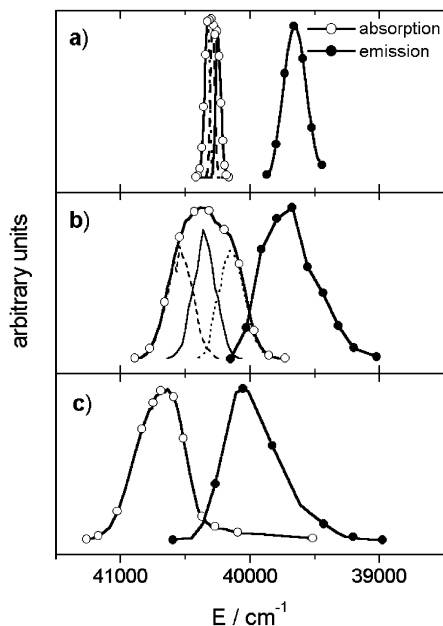 a)
absorption
emission
b)
c)
arbitrary units
41000 40000 39000
E / cm⁻¹